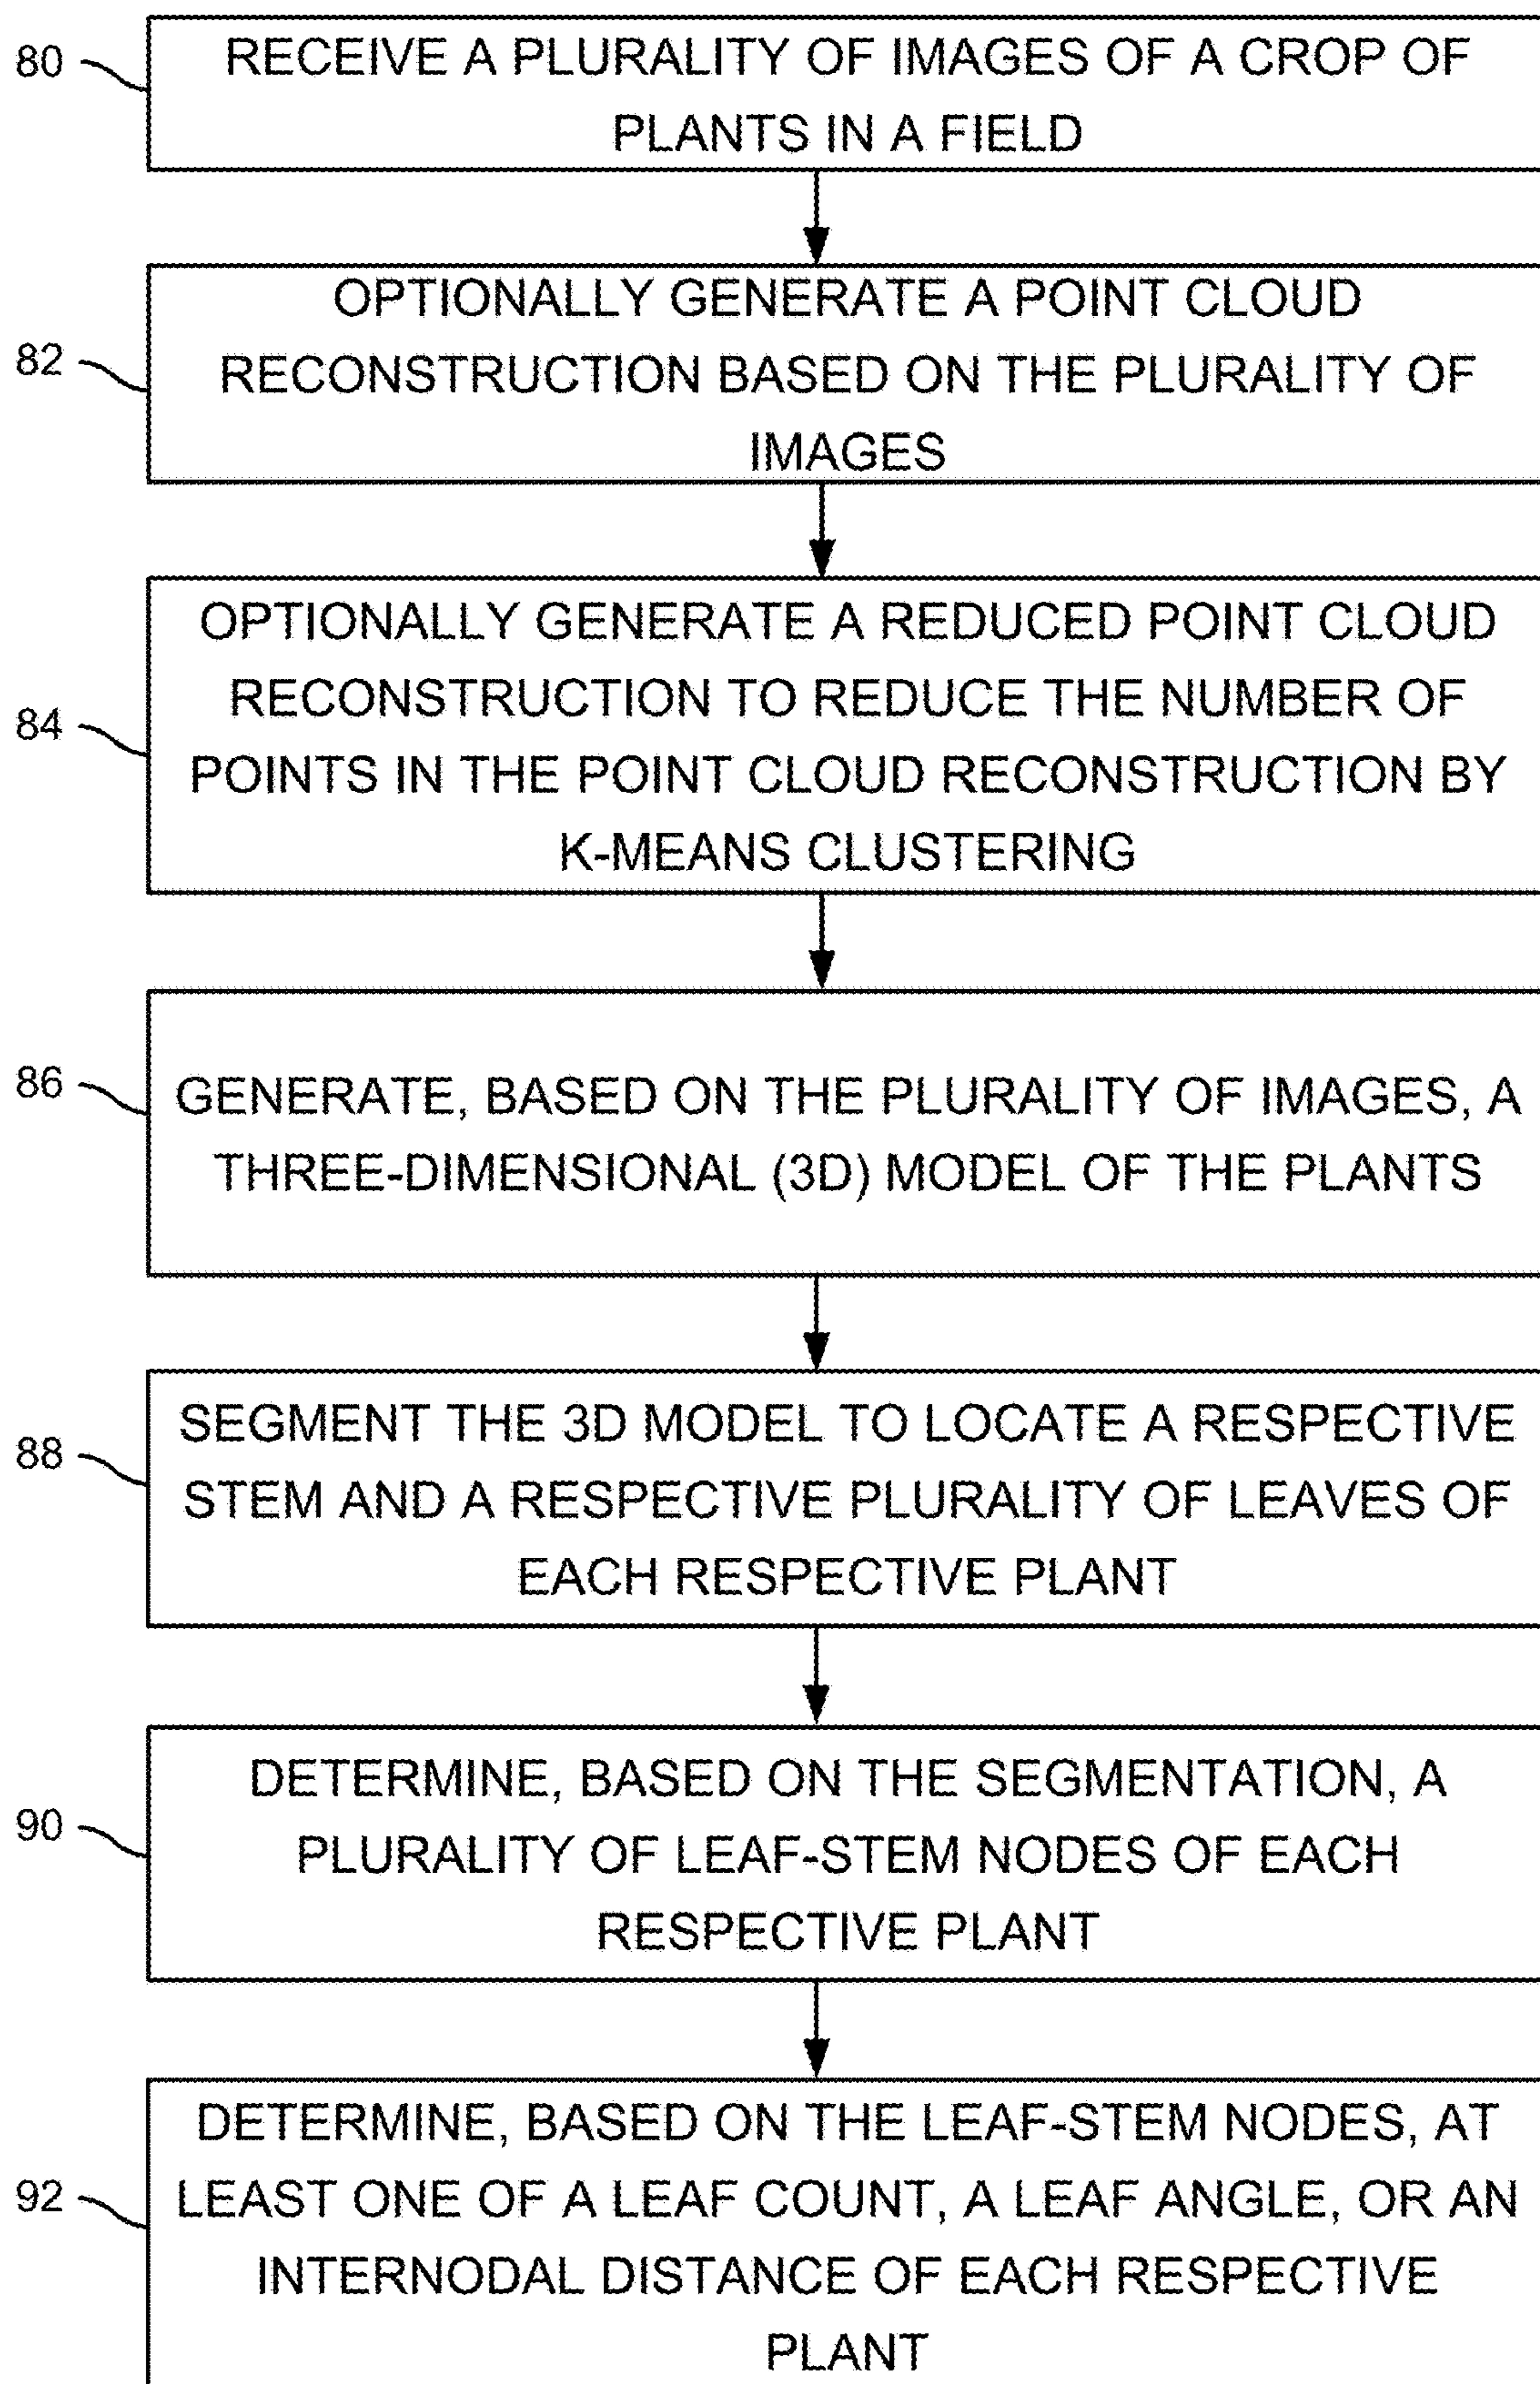 80
RECEIVE A PLURALITY OF IMAGES OF A CROP OF
PLANTS IN A FIELD
82
OPTIONALLY GENERATE A POINT CLOUD
RECONSTRUCTION BASED ON THE PLURALITY OF
IMAGES
84
OPTIONALLY GENERATE A REDUCED POINT CLOUD
RECONSTRUCTION TO REDUCE THE NUMBER OF
POINTS IN THE POINT CLOUD RECONSTRUCTION BY
K-MEANS CLUSTERING
86
GENERATE, BASED ON THE PLURALITY OF IMAGES, A
THREE-DIMENSIONAL (3D) MODEL OF THE PLANTS
88
SEGMENT THE 3D MODEL TO LOCATE A RESPECTIVE
STEM AND A RESPECTIVE PLURALITY OF LEAVES OF
EACH RESPECTIVE PLANT
90
DETERMINE, BASED ON THE SEGMENTATION, A
PLURALITY OF LEAF-STEM NODES OF EACH
RESPECTIVE PLANT
92
DETERMINE, BASED ON THE LEAF-STEM NODES, AT
LEAST ONE OF A LEAF COUNT, A LEAF ANGLE, OR AN
INTERNODAL DISTANCE OF EACH RESPECTIVE
PLANT